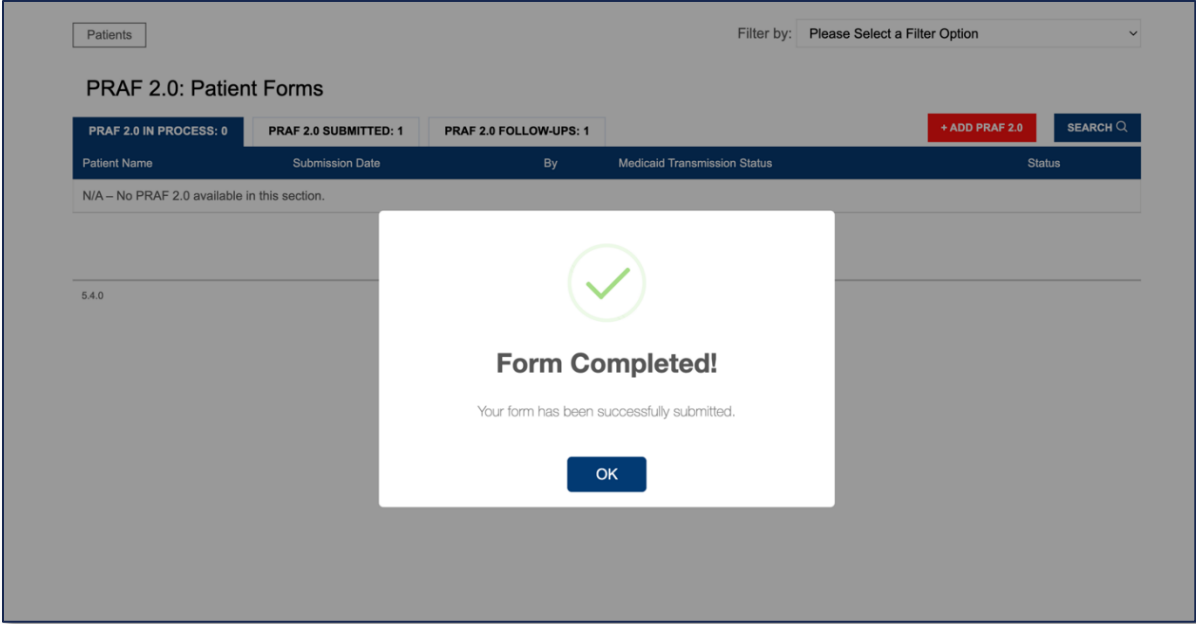 Patients
Filter by: Please Select a Filter Option
PRAF 2.0: Patient Forms
PRAF 2.0 IN PROCESS: 0 PRAF 2.0 SUBMITTED: 1 PRAF 2.0 FOLLOW-UPS: 1 + ADD PRAF 2.0 SEARCH
Patient Name Submission Date By Medicaid Transmission Status Status
N/A – No PRAF 2.0 available in this section.
5.4.0
Form Completed!
Your form has been successfully submitted.
OK